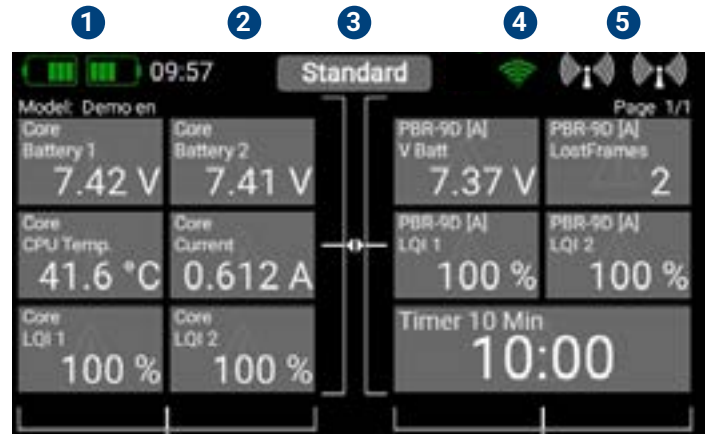 1 2 3 4 5
09:57 Standard
Model: Demo en
Page 1/1
Core
Battery 1
7.42 V
Core
Battery 2
7.41 V
PBR-9D [A]
V Batt
7.37 V
PBR-9D [A]
LostFrames
2
Core
CPU Temp.
41.6 °C
Core
Current
0.612 A
PBR-9D [A]
LQI 1
100 %
PBR-9D [A]
LQI 2
100 %
Core
LQI 1
100 %
Core
LQI 2
100 %
Timer 10 Min
10:00